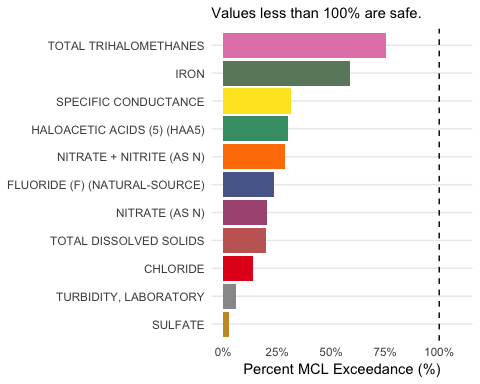 Values less than 100% are safe.
TOTAL TRIHALOMETHANES
IRON
SPECIFIC CONDUCTANCE
HALOACETIC ACIDS (5) (HAA5)
NITRATE + NITRITE (AS N)
FLUORIDE (F) (NATURAL-SOURCE)
NITRATE (AS N)
TOTAL DISSOLVED SOLIDS
CHLORIDE
TURBIDITY, LABORATORY
SULFATE
0% 25% 50% 75% 100%
Percent MCL Exceedance (%)